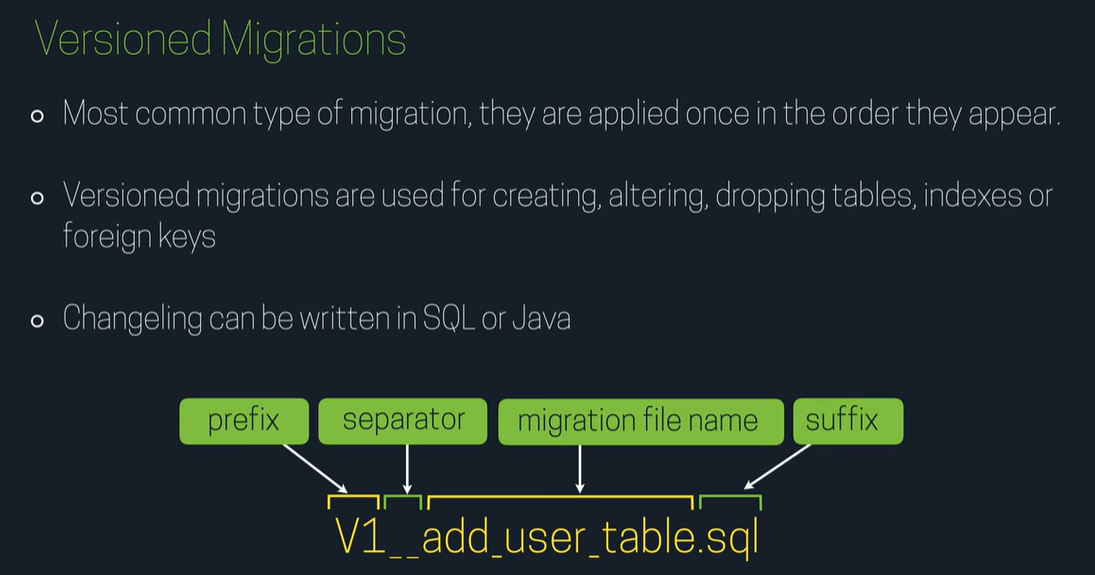 Versioned Migrations
Most common type of migration, they are applied once in the order they appear.
Versioned migrations are used for creating, altering, dropping tables, indexes or
foreign keys
Changeling can be written in SQL or Java
prefix separator migration file name suffix
V1__add_user_table.sql